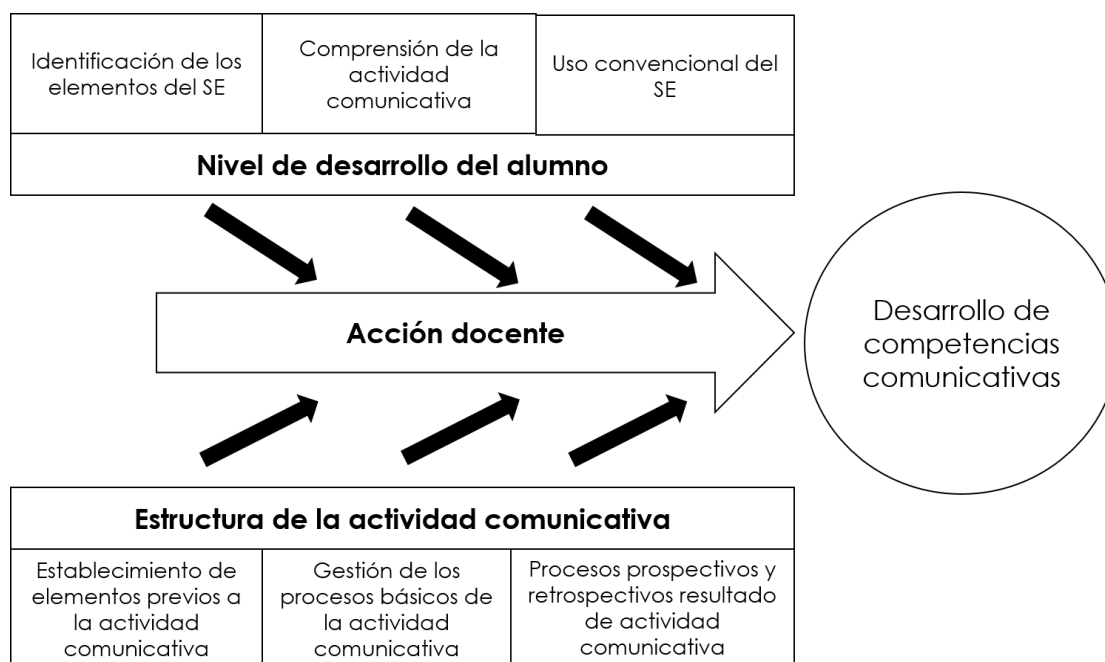 Identificación de los
elementos del SE
Comprensión de la
actividad
comunicativa
Uso convencional del
SE
Nivel de desarrollo del alumno
Acción docente
Desarrollo de
competencias
comunicativas
Estructura de la actividad comunicativa
Establecimiento de
elementos previos a
la actividad
comunicativa
Gestión de los
procesos básicos de
la actividad
comunicativa
Procesos prospectivos y
retrospectivos resultado
de actividad
comunicativa